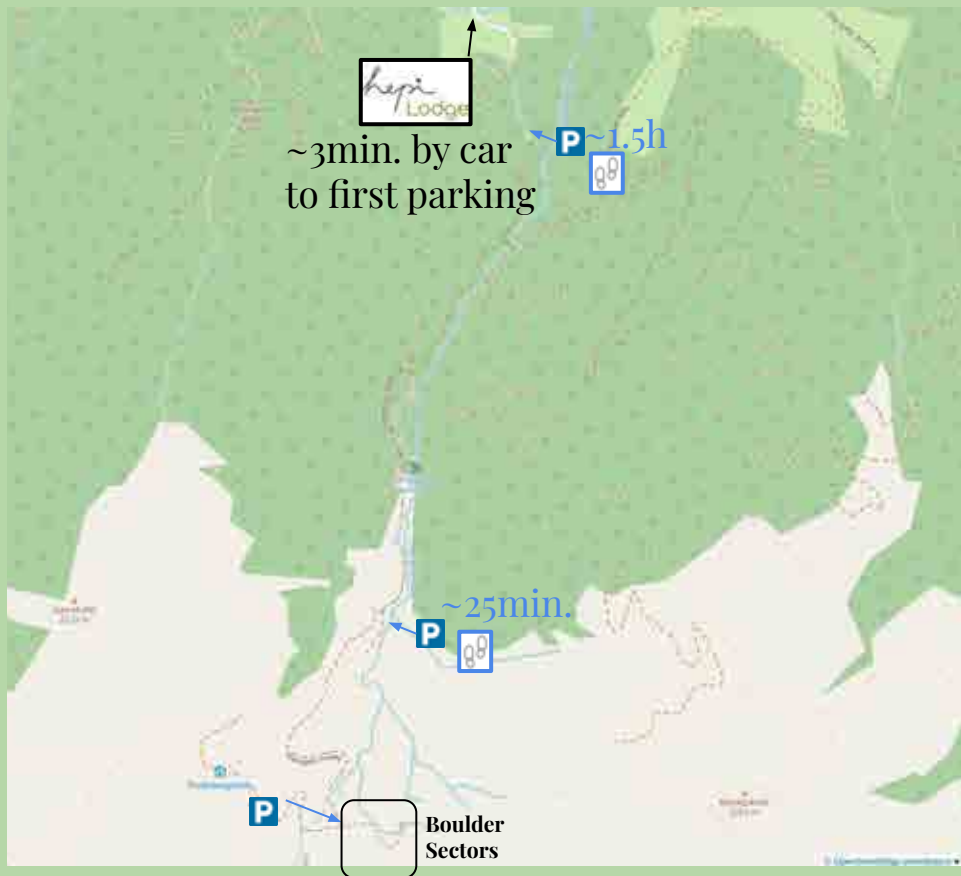 hepi
Lodge
~3min. by car
to first parking
P ~1.5h
~25min.
P
P
Boulder
Sectors